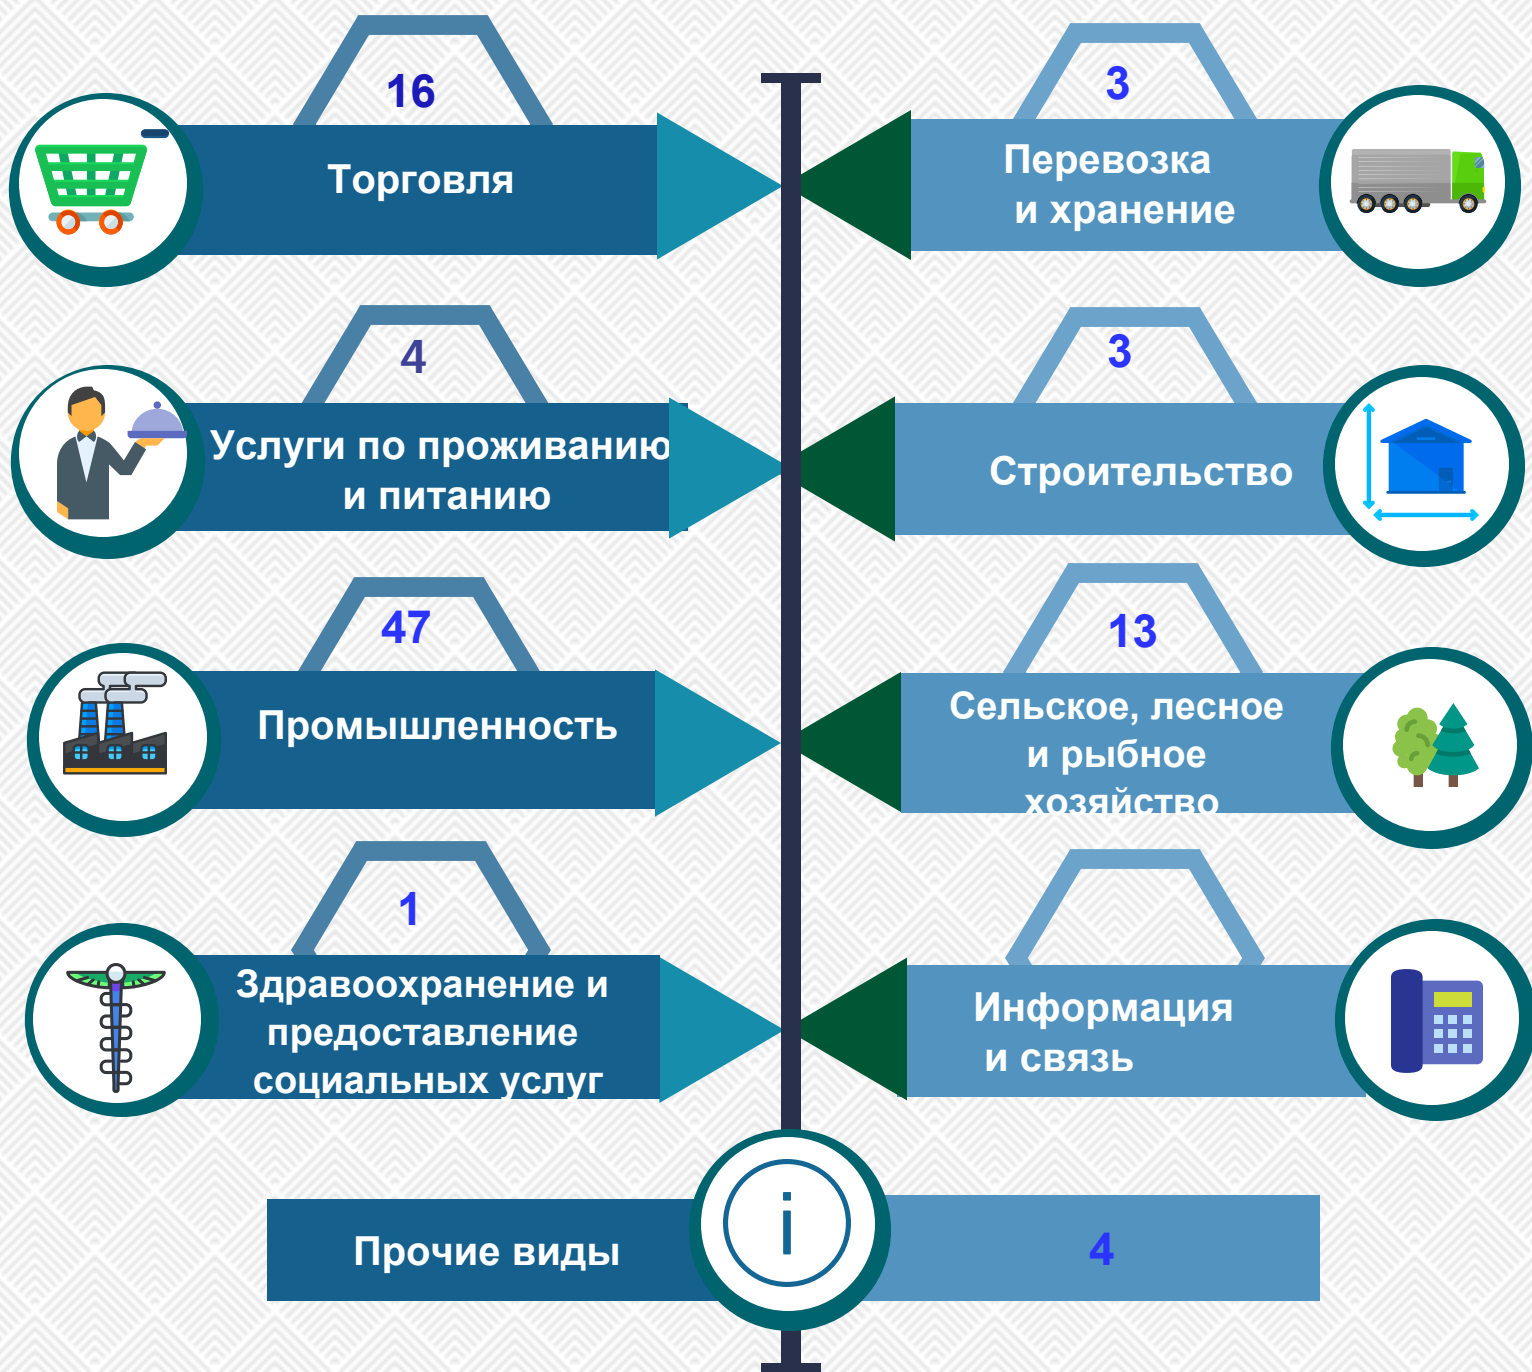 16
Торговля
3
Перевозка
и хранение
4
Услуги по проживанию
и питанию
3
Строительство
47
Промышленность
13
Сельское, лесное
и рыбное
хозяйство
1
Здравоохранение и
предоставление
социальных услуг
Информация
и связь
Прочие виды
i
4